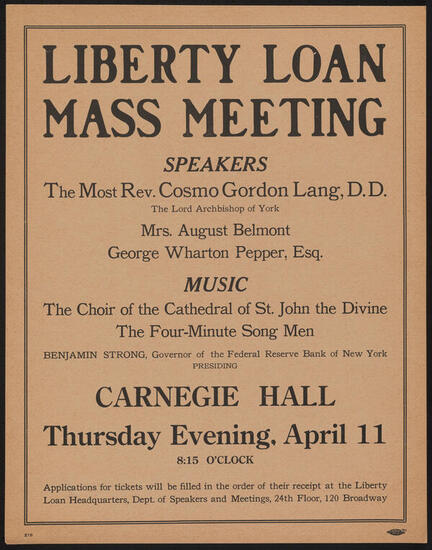 LIBERTY LOAN
MASS MEETING
SPEAKERS
The Most Rev. Cosmo Gordon Lang, D.D.
The Lord Archbishop of York
Mrs. August Belmont
George Wharton Pepper, Esq.
MUSIC
The Choir of the Cathedral of St. John the Divine
The Four-Minute Song Men
BENJAMIN STRONG, Governor of the Federal Reserve Bank of New York
PRESIDING
CARNEGIE HALL
Thursday Evening, April 11
8:15 O'CLOCK
Applications for tickets will be filled in the order of their receipt at the Liberty
Loan Headquarters, Dept. of Speakers and Meetings, 24th Floor, 120 Broadway